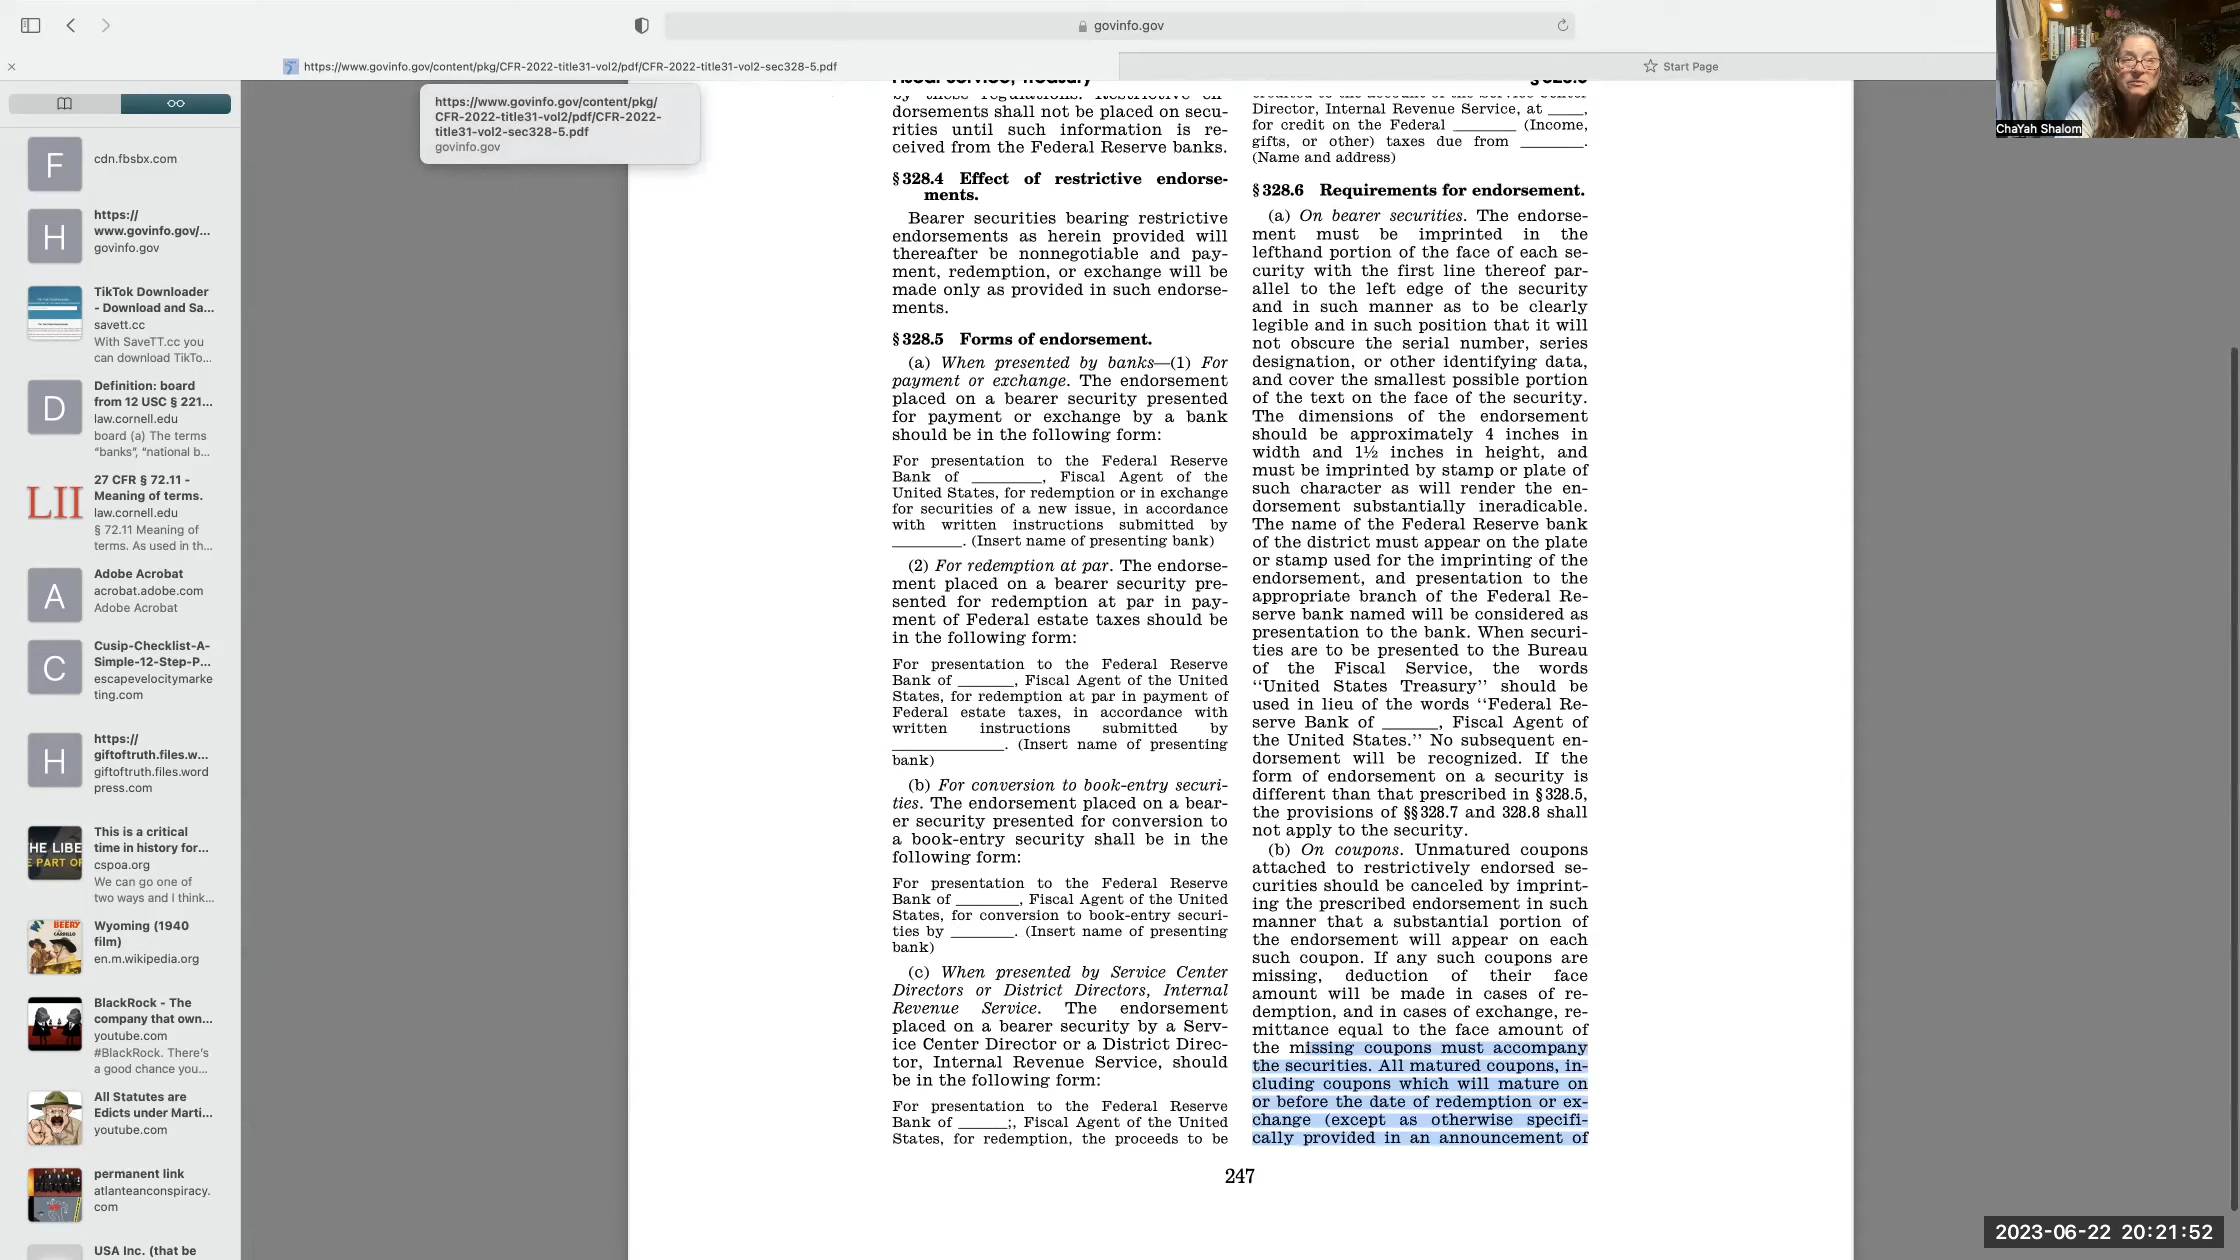 govinfo.gov
https://www.govinfo.gov/content/pkg/CFR-2022-title31-vol2/pdf/CFR-2022-title31-vol2-sec328-5.pdf
Start Page
https://www.govinfo.gov/content/pkg/
CFR-2022-title31-vol2/pdf/CFR-2022-
title31-vol2-sec328-5.pdf
govinfo.gov
ChaYah Shalom
F
cdn.fbsbx.com
H
https://
www.govinfo.gov/...
govinfo.gov
TikTok Downloader
- Download and Sa...
savett.cc
With SaveTT.cc you
can download TikTo...
D
Definition: board
from 12 USC § 221...
law.cornell.edu
board (a) The terms
“banks”, “national b...
LII
27 CFR § 72.11 -
Meaning of terms.
law.cornell.edu
§ 72.11 Meaning of
terms. As used in th...
A
Adobe Acrobat
acrobat.adobe.com
Adobe Acrobat
C
Cusip-Checklist-A-
Simple-12-Step-P...
escapevelocitymarke
ting.com
H
https://
giftoftruth.files.w...
giftoftruth.files.word
press.com
HE LIBE
E PART OF
This is a critical
time in history for...
cspoa.org
We can go one of
two ways and I think...
BEERY
Wyoming (1940
film)
en.m.wikipedia.org
BlackRock - The
company that own...
youtube.com
#BlackRock. There's
a good chance you...
All Statutes are
Edicts under Marti...
youtube.com
permanent link
atlanteanconspiracy.
com
USA Inc. (that be
Fiscal Service, Treasury
§ 328.6
by these regulations. Restrictive en-
dorsements shall not be placed on secu-
rities until such information is re-
ceived from the Federal Reserve banks.
§ 328.4 Effect of restrictive endorse-
ments.
Bearer securities bearing restrictive
endorsements as herein provided will
thereafter be nonnegotiable and pay-
ment, redemption, or exchange will be
made only as provided in such endorse-
ments.
§ 328.5 Forms of endorsement.
(a) When presented by banks—(1) For
payment or exchange. The endorsement
placed on a bearer security presented
for payment or exchange by a bank
should be in the following form:
For presentation to the Federal Reserve
Bank of ________, Fiscal Agent of the
United States, for redemption or in exchange
for securities of a new issue, in accordance
with written instructions submitted by
________. (Insert name of presenting bank)
(2) For redemption at par. The endorse-
ment placed on a bearer security pre-
sented for redemption at par in pay-
ment of Federal estate taxes should be
in the following form:
For presentation to the Federal Reserve
Bank of ______, Fiscal Agent of the United
States, for redemption at par in payment of
Federal estate taxes, in accordance with
written instructions submitted by
____________. (Insert name of presenting
bank)
(b) For conversion to book-entry securi-
ties. The endorsement placed on a bear-
er security presented for conversion to
a book-entry security shall be in the
following form:
For presentation to the Federal Reserve
Bank of _______, Fiscal Agent of the United
States, for conversion to book-entry securi-
ties by _______. (Insert name of presenting
bank)
(c) When presented by Service Center
Directors or District Directors, Internal
Revenue Service. The endorsement
placed on a bearer security by a Serv-
ice Center Director or a District Direc-
tor, Internal Revenue Service, should
be in the following form:
For presentation to the Federal Reserve
Bank of ______;, Fiscal Agent of the United
States, for redemption, the proceeds to be
credited to the account of the Service Center
Director, Internal Revenue Service, at ____,
for credit on the Federal _______ (Income,
gifts, or other) taxes due from _______.
(Name and address)
§ 328.6 Requirements for endorsement.
(a) On bearer securities. The endorse-
ment must be imprinted in the
lefthand portion of the face of each se-
curity with the first line thereof par-
allel to the left edge of the security
and in such manner as to be clearly
legible and in such position that it will
not obscure the serial number, series
designation, or other identifying data,
and cover the smallest possible portion
of the text on the face of the security.
The dimensions of the endorsement
should be approximately 4 inches in
width and 1½ inches in height, and
must be imprinted by stamp or plate of
such character as will render the en-
dorsement substantially ineradicable.
The name of the Federal Reserve bank
of the district must appear on the plate
or stamp used for the imprinting of the
endorsement, and presentation to the
appropriate branch of the Federal Re-
serve bank named will be considered as
presentation to the bank. When securi-
ties are to be presented to the Bureau
of the Fiscal Service, the words
‘‘United States Treasury’’ should be
used in lieu of the words ‘‘Federal Re-
serve Bank of ______, Fiscal Agent of
the United States.’’ No subsequent en-
dorsement will be recognized. If the
form of endorsement on a security is
different than that prescribed in § 328.5,
the provisions of §§ 328.7 and 328.8 shall
not apply to the security.
(b) On coupons. Unmatured coupons
attached to restrictively endorsed se-
curities should be canceled by imprint-
ing the prescribed endorsement in such
manner that a substantial portion of
the endorsement will appear on each
such coupon. If any such coupons are
missing, deduction of their face
amount will be made in cases of re-
demption, and in cases of exchange, re-
mittance equal to the face amount of
the missing coupons must accompany
the securities. All matured coupons, in-
cluding coupons which will mature on
or before the date of redemption or ex-
change (except as otherwise specifi-
cally provided in an announcement of
247
2023-06-22 20:21:52